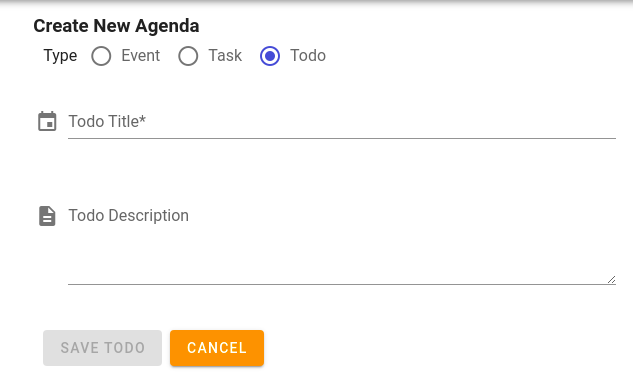 Create New Agenda
Type Event Task Todo
Todo Title*
Todo Description
SAVE TODO CANCEL